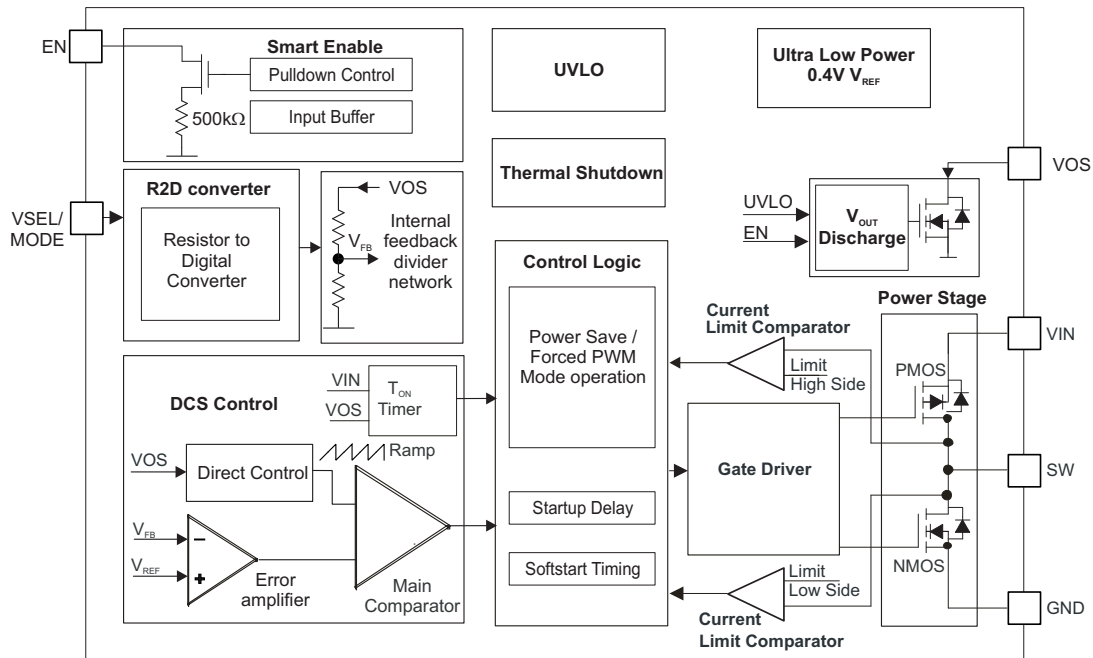 EN
Smart Enable
Pulldown Control
500kΩ
Input Buffer
UVLO
Ultra Low Power
0.4V VREF
Thermal Shutdown
VOS
VSEL/
MODE
R2D converter
Resistor to
Digital
Converter
VOS
VFB
Internal
feedback
divider
network
UVLO
EN
VOUT
Discharge
Control Logic
Power Save /
Forced PWM
Mode operation
Startup Delay
Softstart Timing
Current
Limit Comparator
Limit
High Side
Power Stage
PMOS
VIN
DCS Control
VIN
VOS
TON
Timer
Ramp
VOS
Direct Control
VFB
VREF
−
+
Error
amplifier
Main
Comparator
Gate Driver
SW
NMOS
Limit
Low Side
Current
Limit Comparator
GND